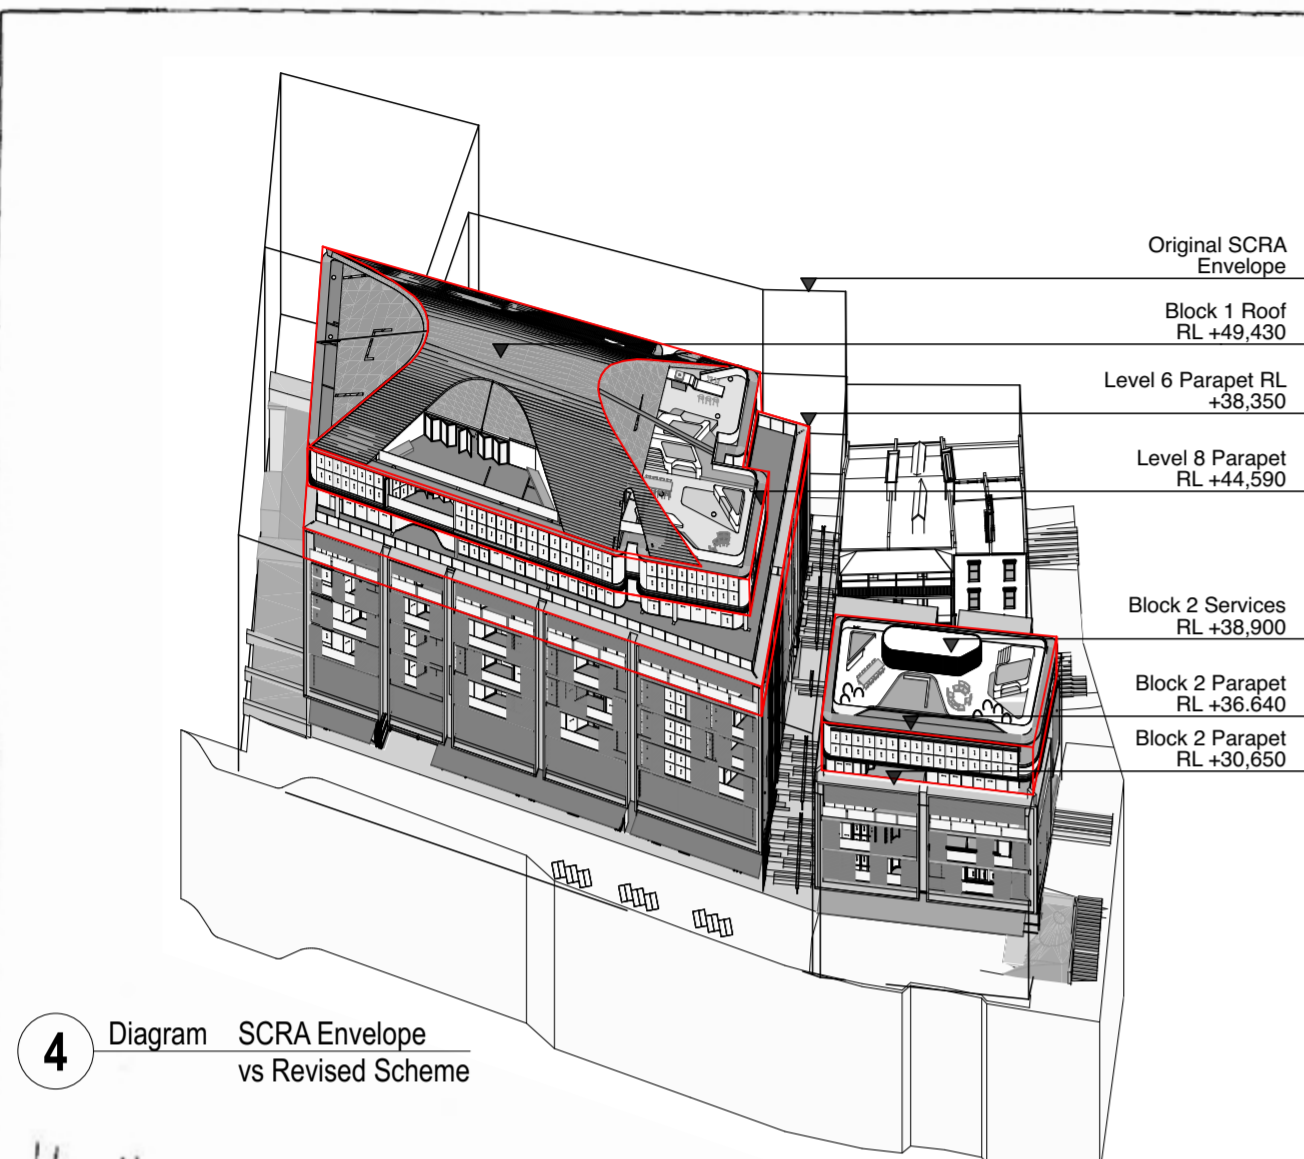 Original SCRA
Envelope
Block 1 Roof
RL +49,430
Level 6 Parapet RL
+38,350
Level 8 Parapet
RL +44,590
Block 2 Services
RL +38,900
Block 2 Parapet
RL +36.640
Block 2 Parapet
RL +30,650
4 Diagram SCRA Envelope
vs Revised Scheme